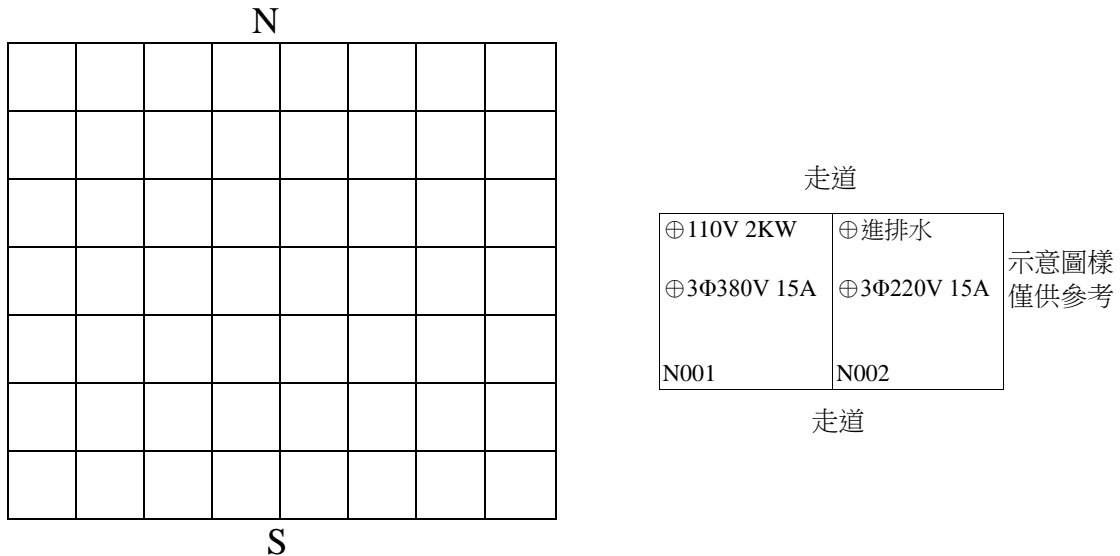 N
S
走道
⊕110V 2KW
⊕進排水
⊕3Φ380V 15A
⊕3Φ220V 15A
N001
N002
走道
示意圖樣
僅供參考